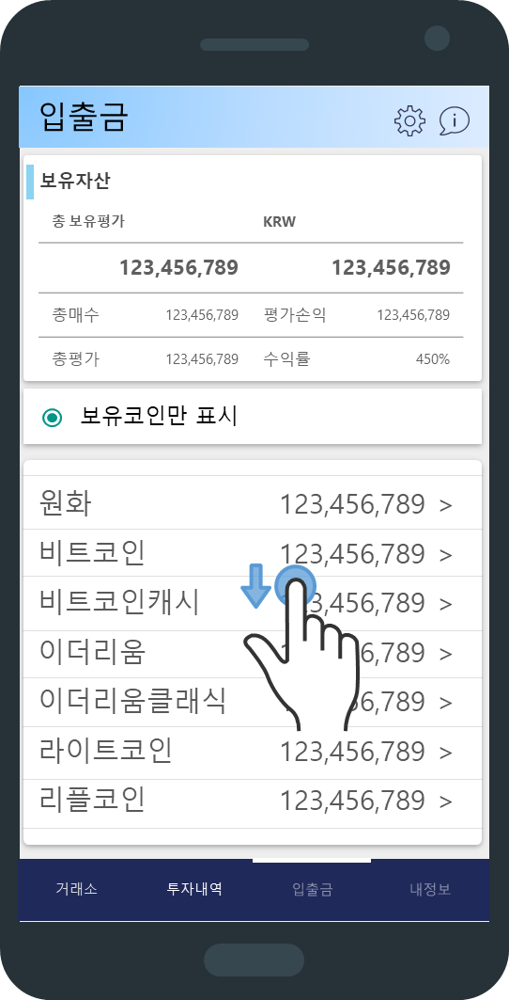 입출금
보유자산
총 보유평가 KRW
123,456,789 123,456,789
총매수 123,456,789 평가손익 123,456,789
총평가 123,456,789 수익률 450%
보유코인만 표시
원화 123,456,789 >
비트코인 123,456,789 >
비트코인캐시 3,456,789 >
이더리움 6,789 >
이더리움클래식 6,789 >
라이트코인 123,456,789 >
리플코인 123,456,789 >
거래소 투자내역 입출금 내정보